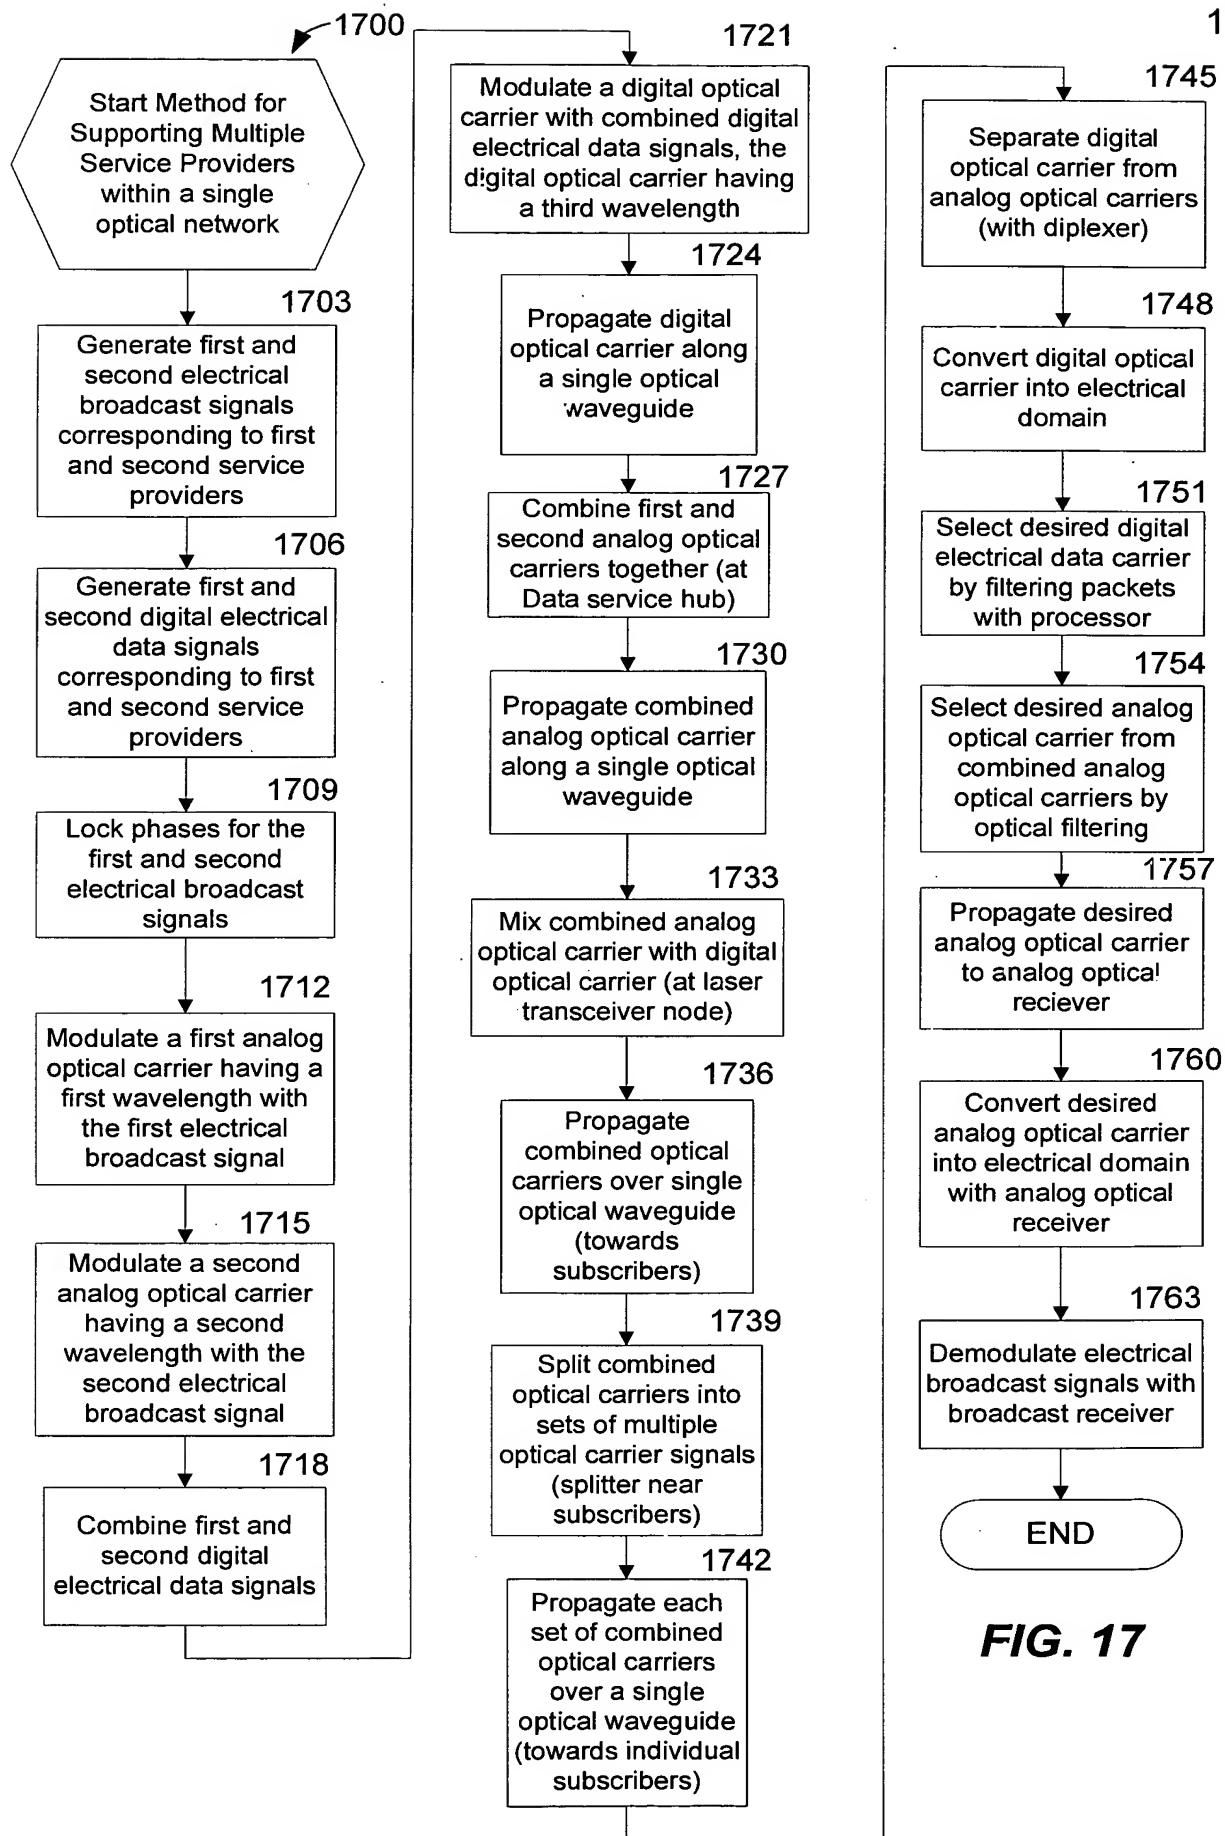 1700
Start Method for
Supporting Multiple
Service Providers
within a single
optical network
1703
Generate first and
second electrical
broadcast signals
corresponding to first
and second service
providers
1706
Generate first and
second digital electrical
data signals
corresponding to first
and second service
providers
1709
Lock phases for the
first and second
electrical broadcast
signals
1712
Modulate a first analog
optical carrier having a
first wavelength with
the first electrical
broadcast signal
1715
Modulate a second
analog optical carrier
having a second
wavelength with the
second electrical
broadcast signal
1718
Combine first and
second digital
electrical data signals
1721
Modulate a digital optical
carrier with combined digital
electrical data signals, the
digital optical carrier having
a third wavelength
1724
Propagate digital
optical carrier along
a single optical
waveguide
1727
Combine first and
second analog optical
carriers together (at
Data service hub)
1730
Propagate combined
analog optical carrier
along a single optical
waveguide
1733
Mix combined analog
optical carrier with digital
optical carrier (at laser
transceiver node)
1736
Propagate
combined optical
carriers over single
optical waveguide
(towards
subscribers)
1739
Split combined
optical carriers into
sets of multiple
optical carrier signals
(splitter near
subscribers)
1742
Propagate each
set of combined
optical carriers
over a single
optical waveguide
(towards individual
subscribers)
1
1745
Separate digital
optical carrier from
analog optical carriers
(with diplexer)
1748
Convert digital optical
carrier into electrical
domain
1751
Select desired digital
electrical data carrier
by filtering packets
with processor
1754
Select desired analog
optical carrier from
combined analog
optical carriers by
optical filtering
1757
Propagate desired
analog optical carrier
to analog optical
reciever
1760
Convert desired
analog optical carrier
into electrical domain
with analog optical
receiver
1763
Demodulate electrical
broadcast signals with
broadcast receiver
END
FIG. 17